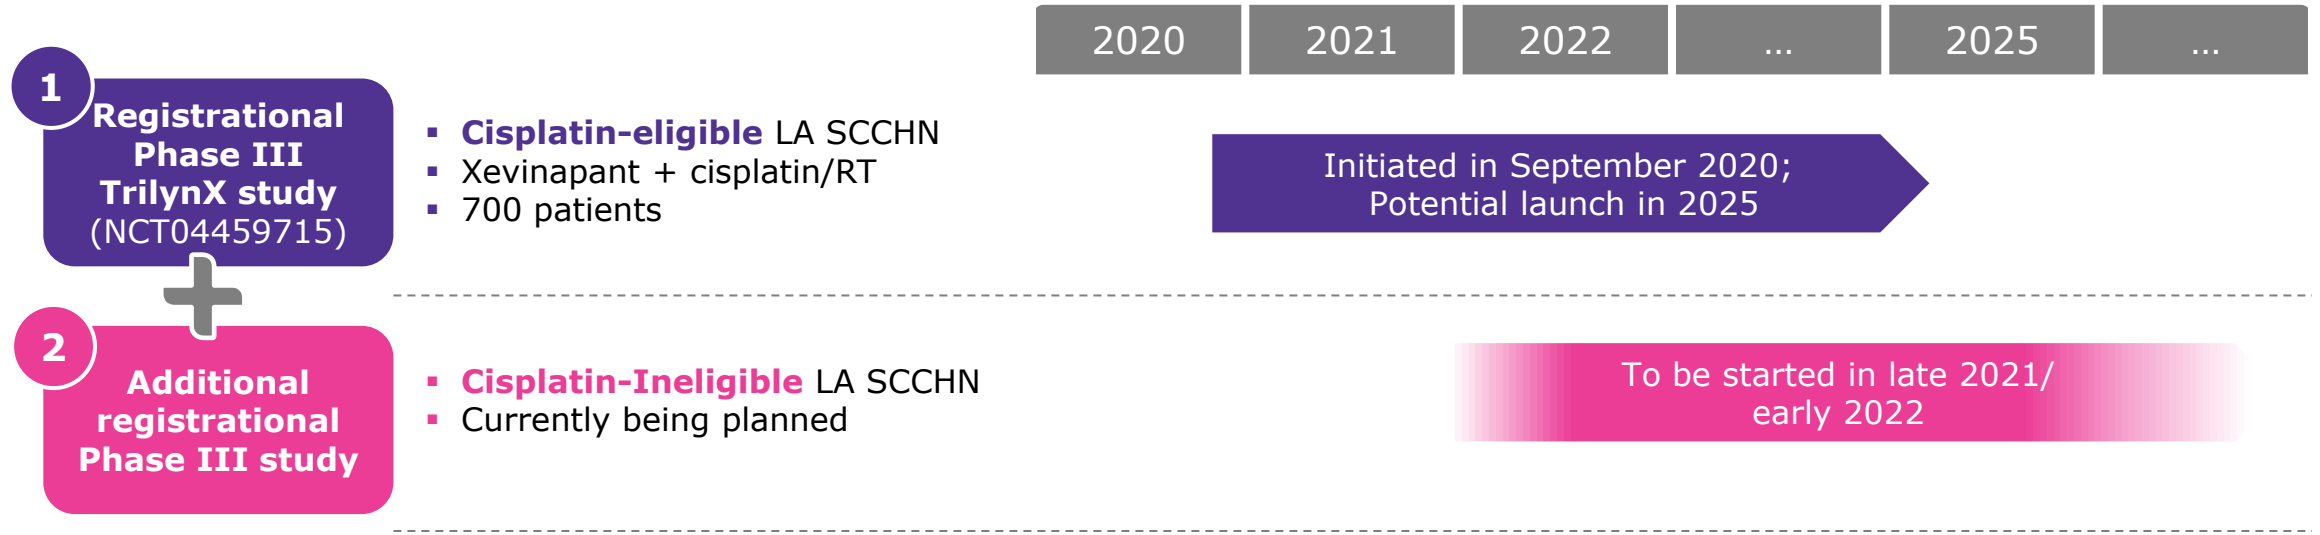 2020
2021
2022
...
2025
...
1
Registrational
Phase III
TrilynX study
(NCT04459715)
▪ Cisplatin-eligible LA SCCHN
▪ Xevinapant + cisplatin/RT
▪ 700 patients
Initiated in September 2020;
Potential launch in 2025
2
Additional
registrational
Phase III study
▪ Cisplatin-Ineligible LA SCCHN
▪ Currently being planned
To be started in late 2021/
early 2022